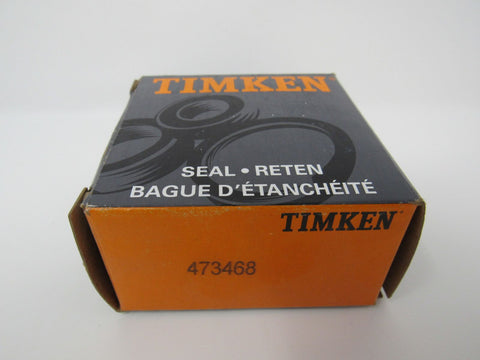 TIMKEN
SEAL • RETEN
BAGUE D'ÉTANCHÉITÉ
TIMKEN
473468